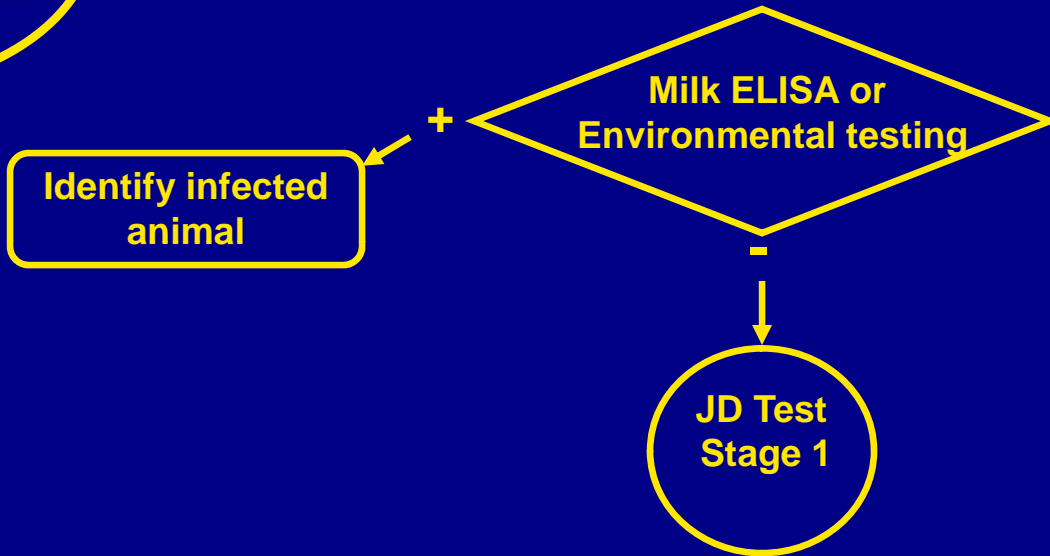 Milk ELISA or
Environmental testing
+
Identify infected
animal
-
JD Test
Stage 1